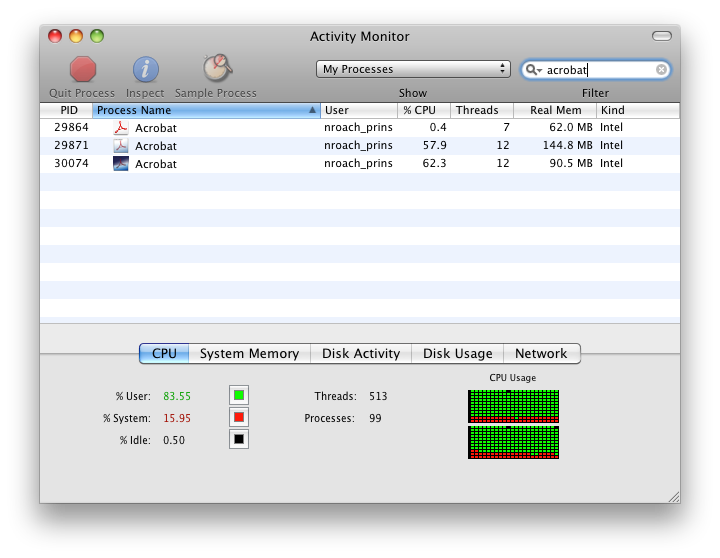 Activity Monitor
My Processes acrobat
Quit Process Inspect Sample Process Show Filter
PID Process Name User % CPU Threads Real Mem Kind
29864 Acrobat nroach_prins 0.4 7 62.0 MB Intel
29871 Acrobat nroach_prins 57.9 12 144.8 MB Intel
30074 Acrobat nroach_prins 62.3 12 90.5 MB Intel
CPU System Memory Disk Activity Disk Usage Network
CPU Usage
% User: 83.55 Threads: 513
% System: 15.95 Processes: 99
% Idle: 0.50